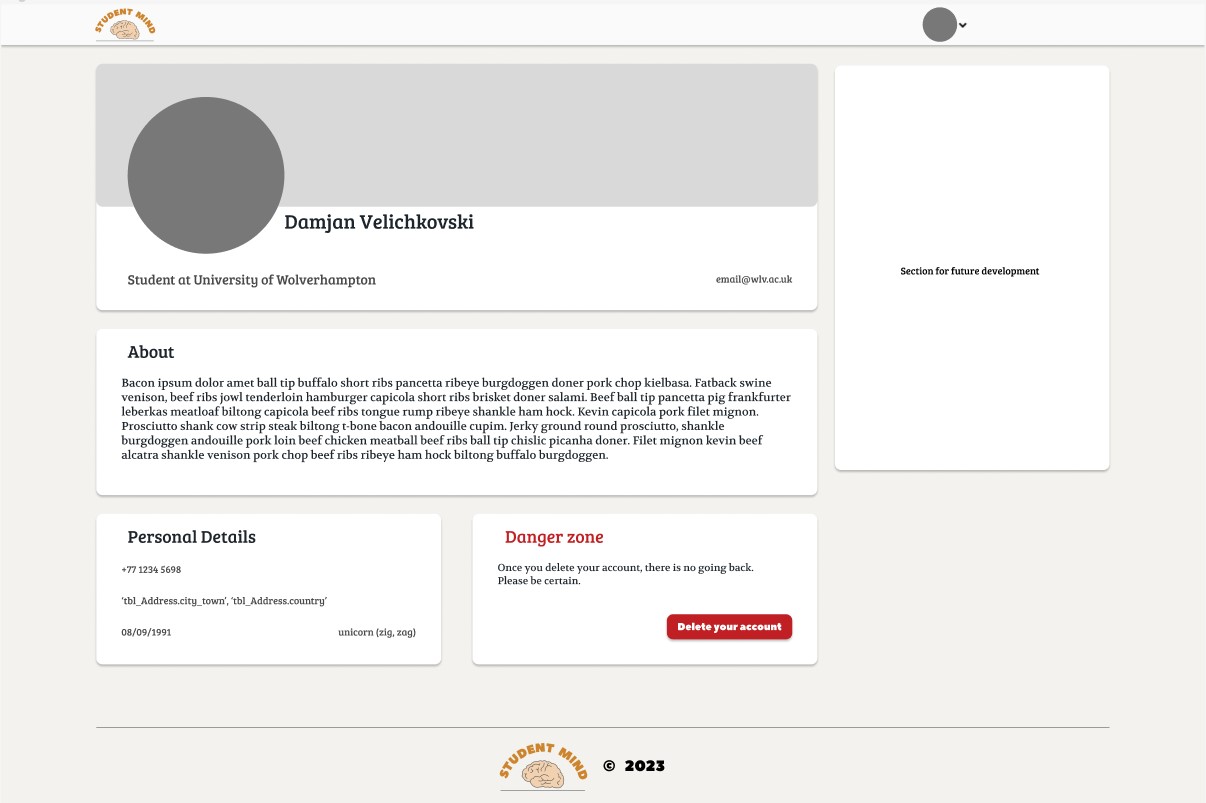 STUDENT MIND
Damjan Velichkovski
Student at University of Wolverhampton
email@wlv.ac.uk
Section for future development
About
Bacon ipsum dolor amet ball tip buffalo short ribs pancetta ribeye burgdoggen doner pork chop kielbasa. Fatback swine
venison, beef ribs jowl tenderloin hamburger capicola short ribs brisket doner salami. Beef ball tip pancetta pig frankfurter
leberkas meatloaf biltong capicola beef ribs tongue rump ribeye shankle ham hock. Kevin capicola pork filet mignon.
Prosciutto shank cow strip steak biltong t-bone bacon andouille cupim. Jerky ground round prosciutto, shankle
burgdoggen andouille pork loin beef chicken meatball beef ribs ball tip chislic picanha doner. Filet mignon kevin beef
alcatra shankle venison pork chop beef ribs ribeye ham hock biltong buffalo burgdoggen.
Personal Details
+77 1234 5698
'tbl_Address.city_town', 'tbl_Address.country'
08/09/1991
unicorn (zig, zag)
Danger zone
Once you delete your account, there is no going back.
Please be certain.
Delete your account
STUDENT MIND
© 2023